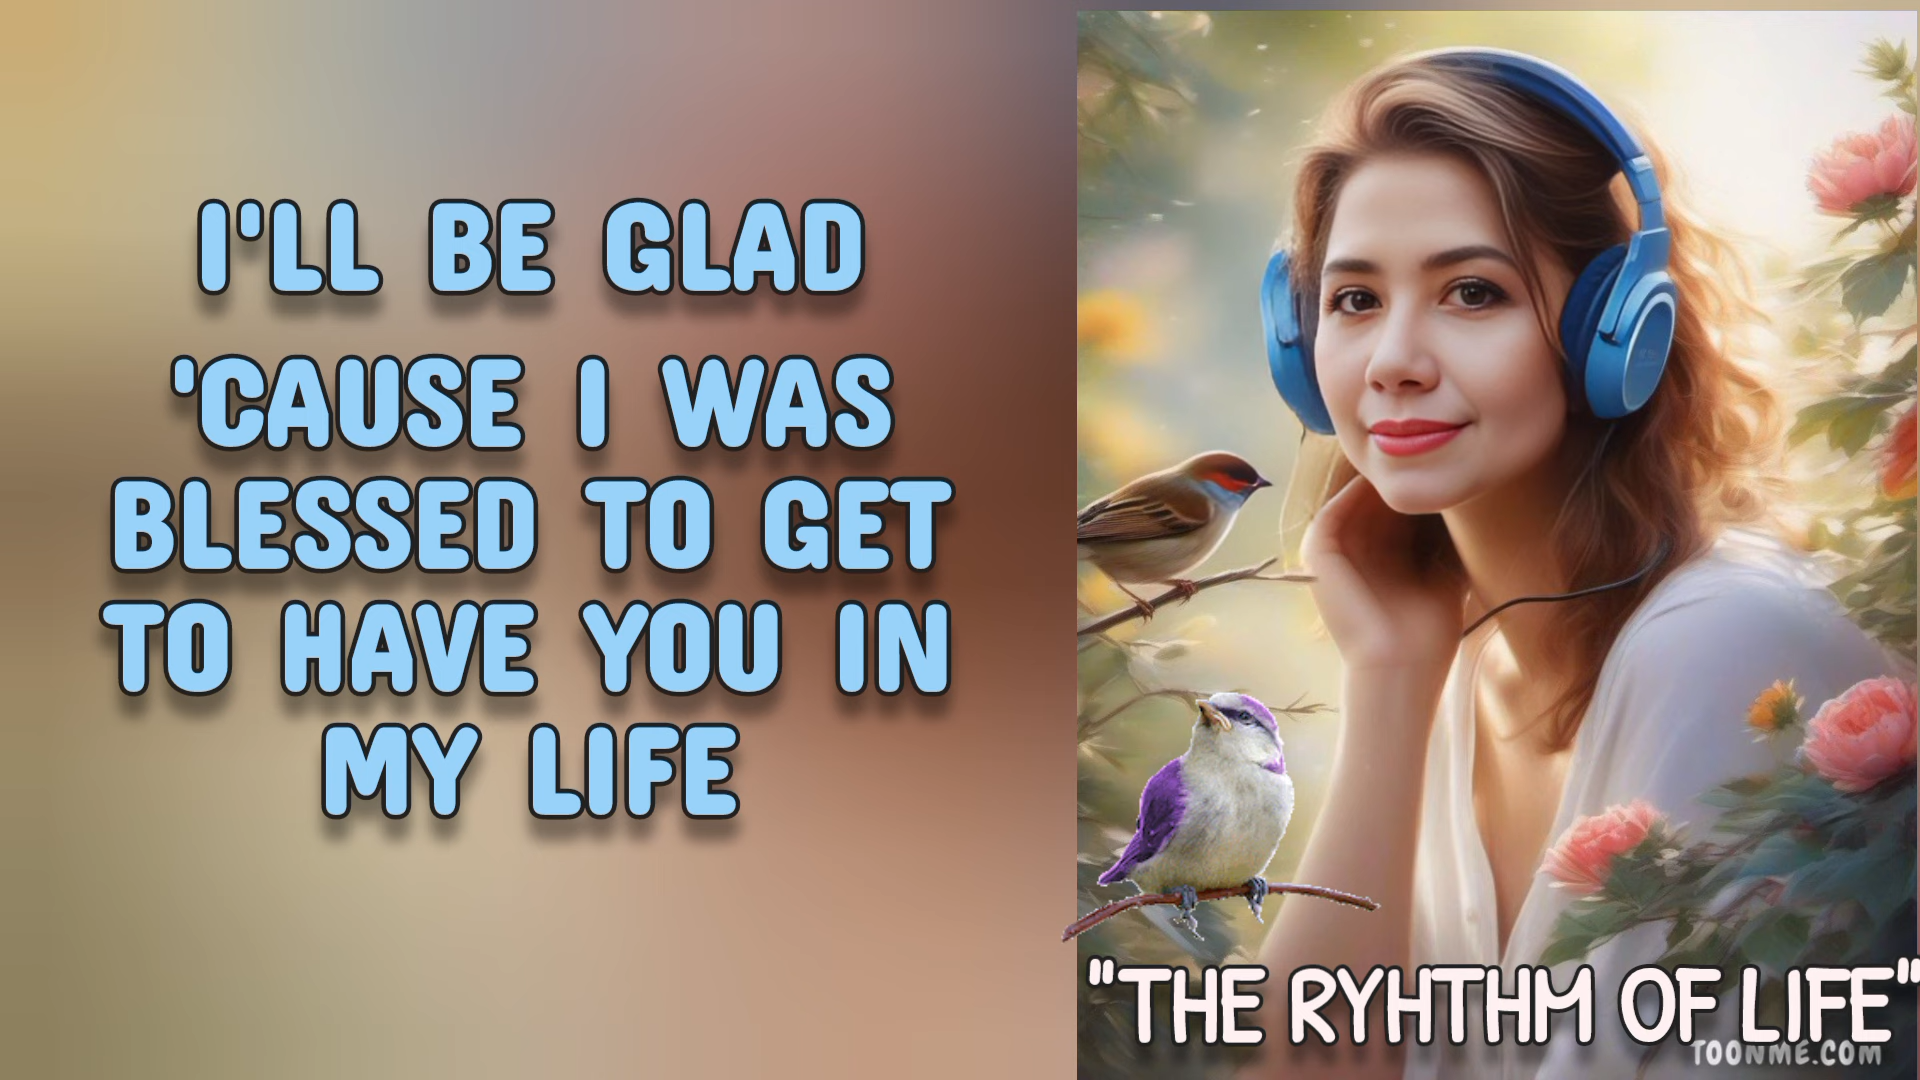 I'LL BE GLAD
'CAUSE I WAS
BLESSED TO GET
TO HAVE YOU IN
MY LIFE
"THE RYHTHM OF LIFE"
TOONME.COM